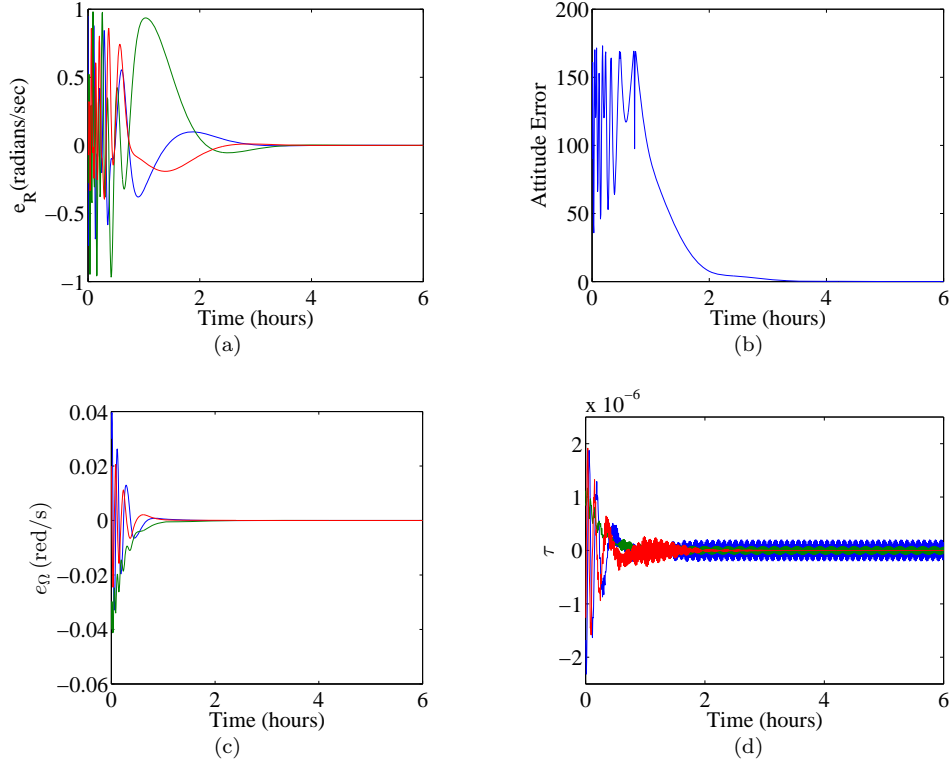 1
0.5
0
−0.5
−1
0 2 4 6
e_R(radians/sec)
Time (hours)
(a)
200
150
100
50
0
0 2 4 6
Attitude Error
Time (hours)
(b)
0.04
0.02
0
−0.02
−0.04
−0.06
0 2 4 6
e_Ω (red/s)
Time (hours)
(c)
x 10^−6
2
1
0
−1
−2
0 2 4 6
τ
Time (hours)
(d)